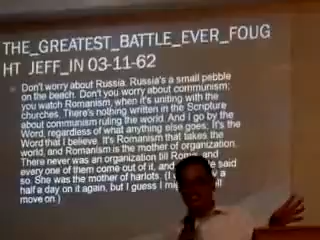 THE_GREATEST_BATTLE_EVER_FOUG
HT JEFF_IN 03-11-62
Don't worry about Russia. Russia's a small pebble
on the beach. Don't you worry about communism;
you watch Romanism, when it's uniting with the
churches. There's nothing written in the Scripture
about communism ruling the world. And I go by the
Word, regardless of what anything else goes; It's the
Word that I believe. It's Romanism that takes the
world, and Romanism is the mother of organization.
There never was an organization till Rome and
every one of them come out of it, and said
so. She was the mother of harlots. (I a
half a day on it again, but I guess I
move on.)